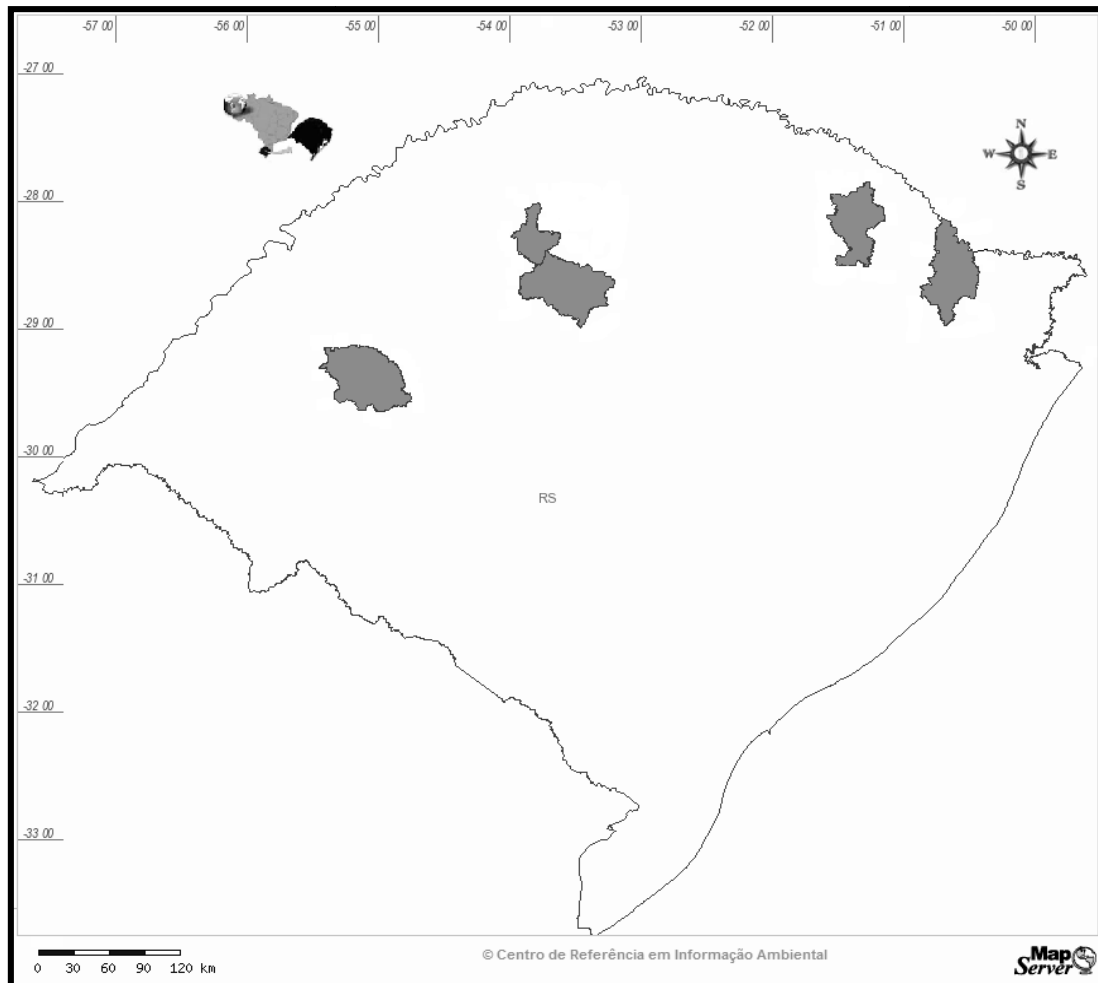 -57 00 -56 00 -55 00 -54 00 -53 00 -52 00 -51 00 -50 00
-27 00
N
W E
S
-28 00
-29 00
-30 00
RS
-31 00
-32 00
-33 00
© Centro de Referência em Informação Ambiental
0 30 60 90 120 km
Map
Server